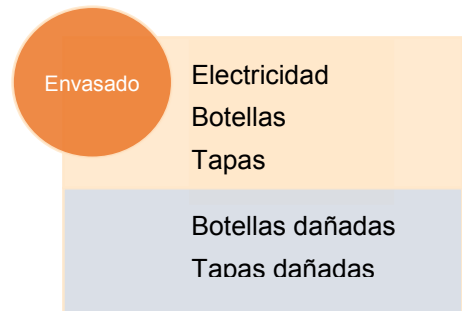 Envasado
Electricidad
Botellas
Tapas
Botellas dañadas
Tapas dañadas